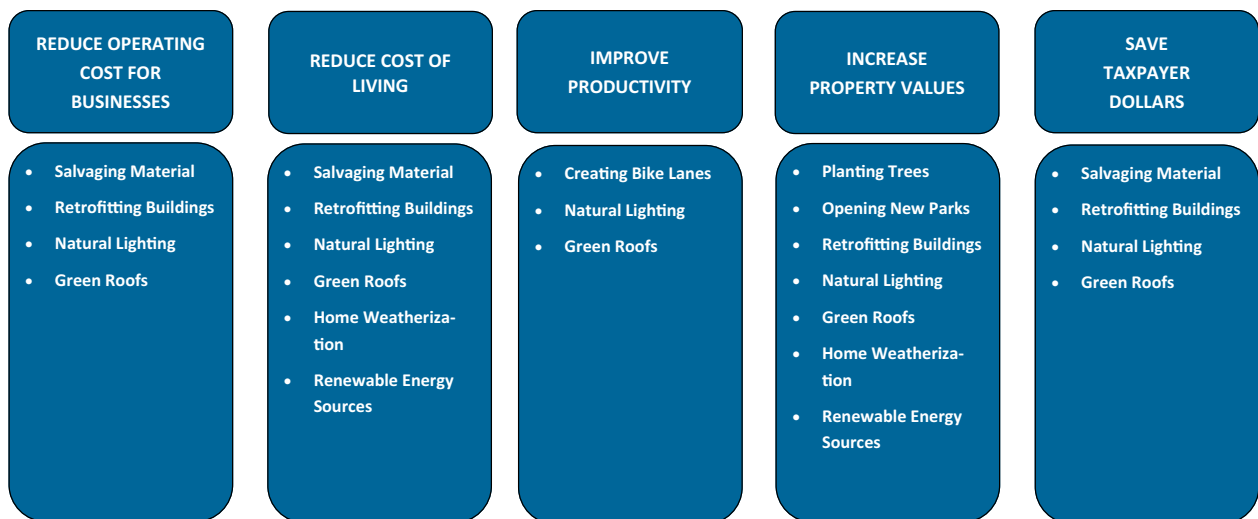 REDUCE OPERATING
COST FOR
BUSINESSES
• Salvaging Material
• Retrofitting Buildings
• Natural Lighting
• Green Roofs
REDUCE COST OF
LIVING
• Salvaging Material
• Retrofitting Buildings
• Natural Lighting
• Green Roofs
• Home Weatheriza-
tion
• Renewable Energy
Sources
IMPROVE
PRODUCTIVITY
• Creating Bike Lanes
• Natural Lighting
• Green Roofs
INCREASE
PROPERTY VALUES
• Planting Trees
• Opening New Parks
• Retrofitting Buildings
• Natural Lighting
• Green Roofs
• Home Weatheriza-
tion
• Renewable Energy
Sources
SAVE
TAXPAYER
DOLLARS
• Salvaging Material
• Retrofitting Buildings
• Natural Lighting
• Green Roofs